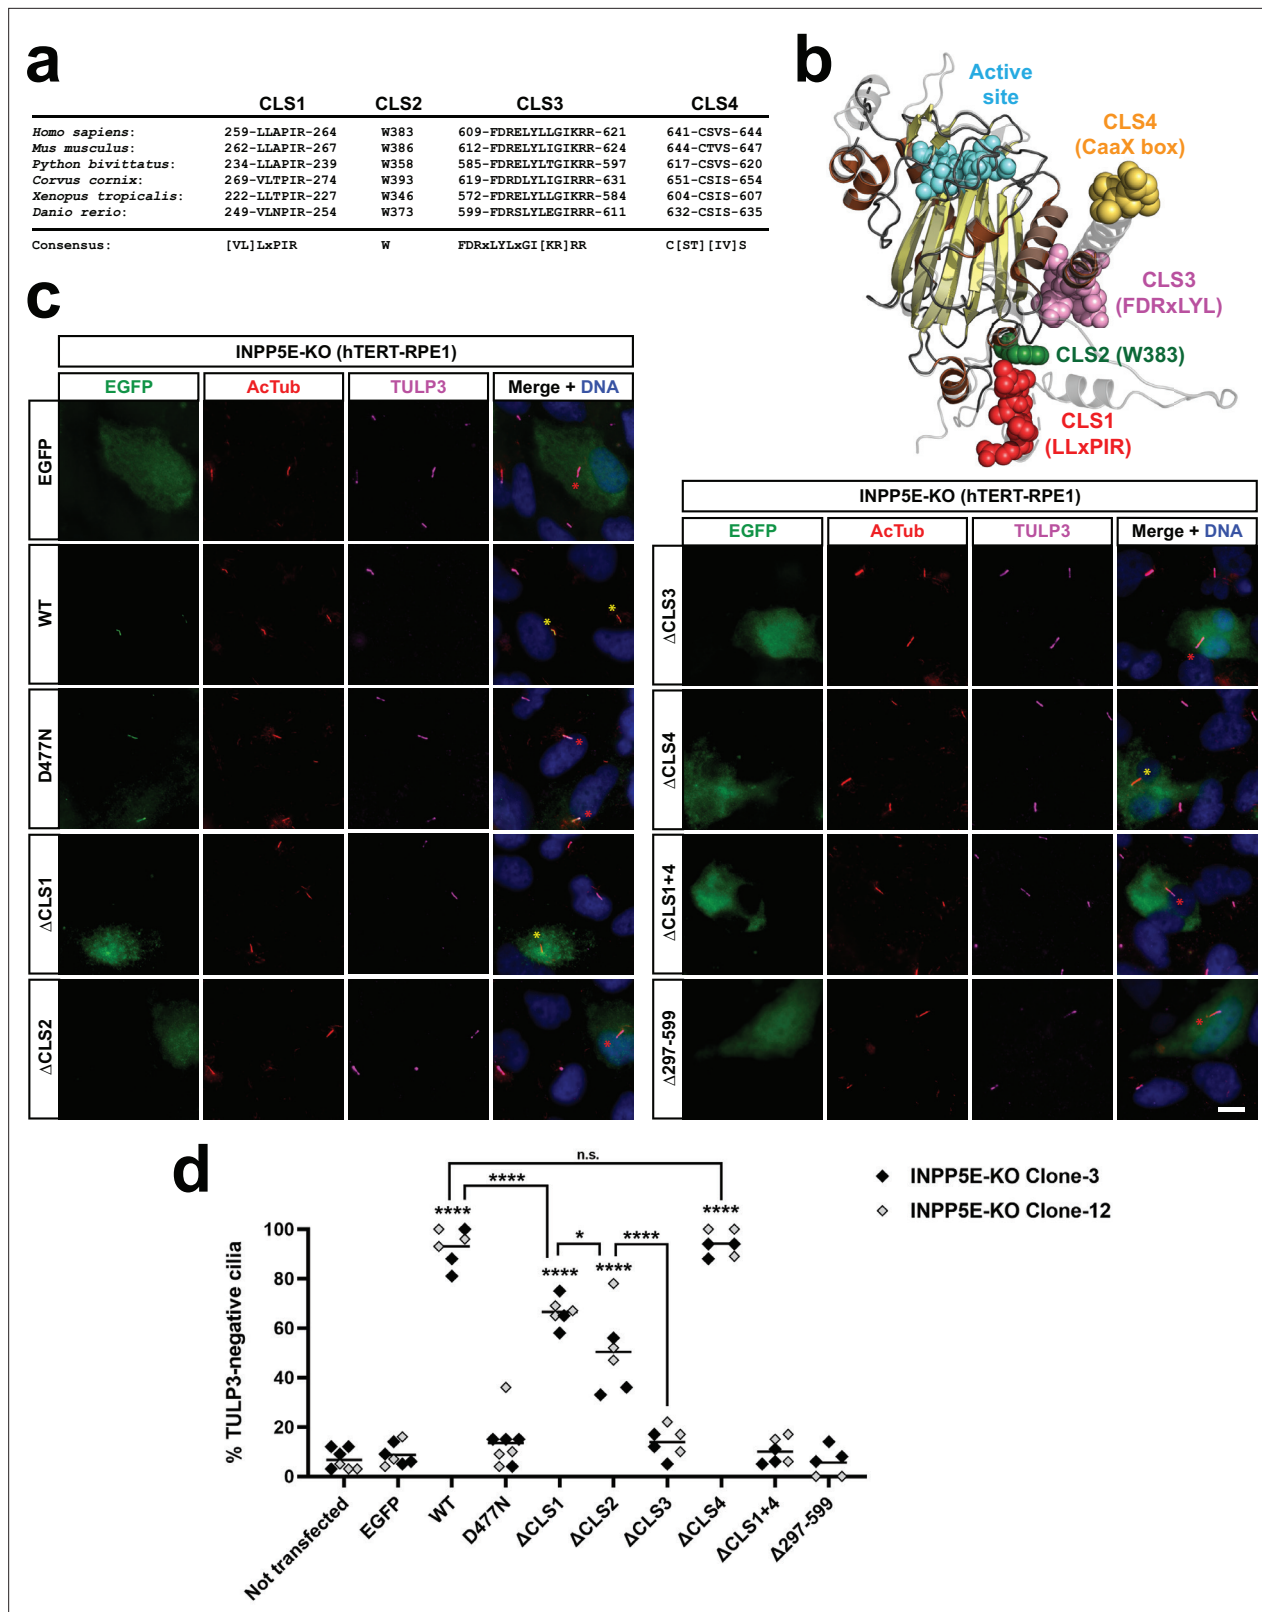 a
CLS1 CLS2 CLS3 CLS4
Homo sapiens: 259-LLAPIR-264 W383 609-FDRELYLLGIKRR-621 641-CSVS-644
Mus musculus: 262-LLAPIR-267 W386 612-FDRELYLLGIKRR-624 644-CTVS-647
Python bivittatus: 234-LLAPIR-239 W358 585-FDRELYLTGIKRR-597 617-CSVS-620
Corvus cornix: 269-VLTPIR-274 W393 619-FDRDLYLIGIRRR-631 651-CSIS-654
Xenopus tropicalis: 222-LLTPIR-227 W346 572-FDRELYLKGIKRR-584 604-CSIS-607
Danio rerio: 249-VLNPIR-254 W373 599-FDRSLYLEGIRRR-611 632-CSIS-635
Consensus: [VL]LxPIR W FDRxLYLxGI[KR]RR C[ST][IV]S
b
Active
site
CLS4
(CaaX box)
CLS3
(FDRxLYL)
CLS2 (W383)
CLS1
(LLxPIR)
c
INPP5E-KO (hTERT-RPE1)
EGFP AcTub TULP3 Merge + DNA
EGFP
*
WT
* *
D477N
*
*
ΔCLS1
*
ΔCLS2
*
INPP5E-KO (hTERT-RPE1)
EGFP AcTub TULP3 Merge + DNA
ΔCLS3
*
ΔCLS4
*
ΔCLS1+4
*
Δ297-599
*
d
n.s.
****
**** ****
* ****
**** ****
INPP5E-KO Clone-3
INPP5E-KO Clone-12
% TULP3-negative cilia
100
80
60
40
20
0
Not transfected EGFP WT D477N ΔCLS1 ΔCLS2 ΔCLS3 ΔCLS4 ΔCLS1+4 Δ297-599